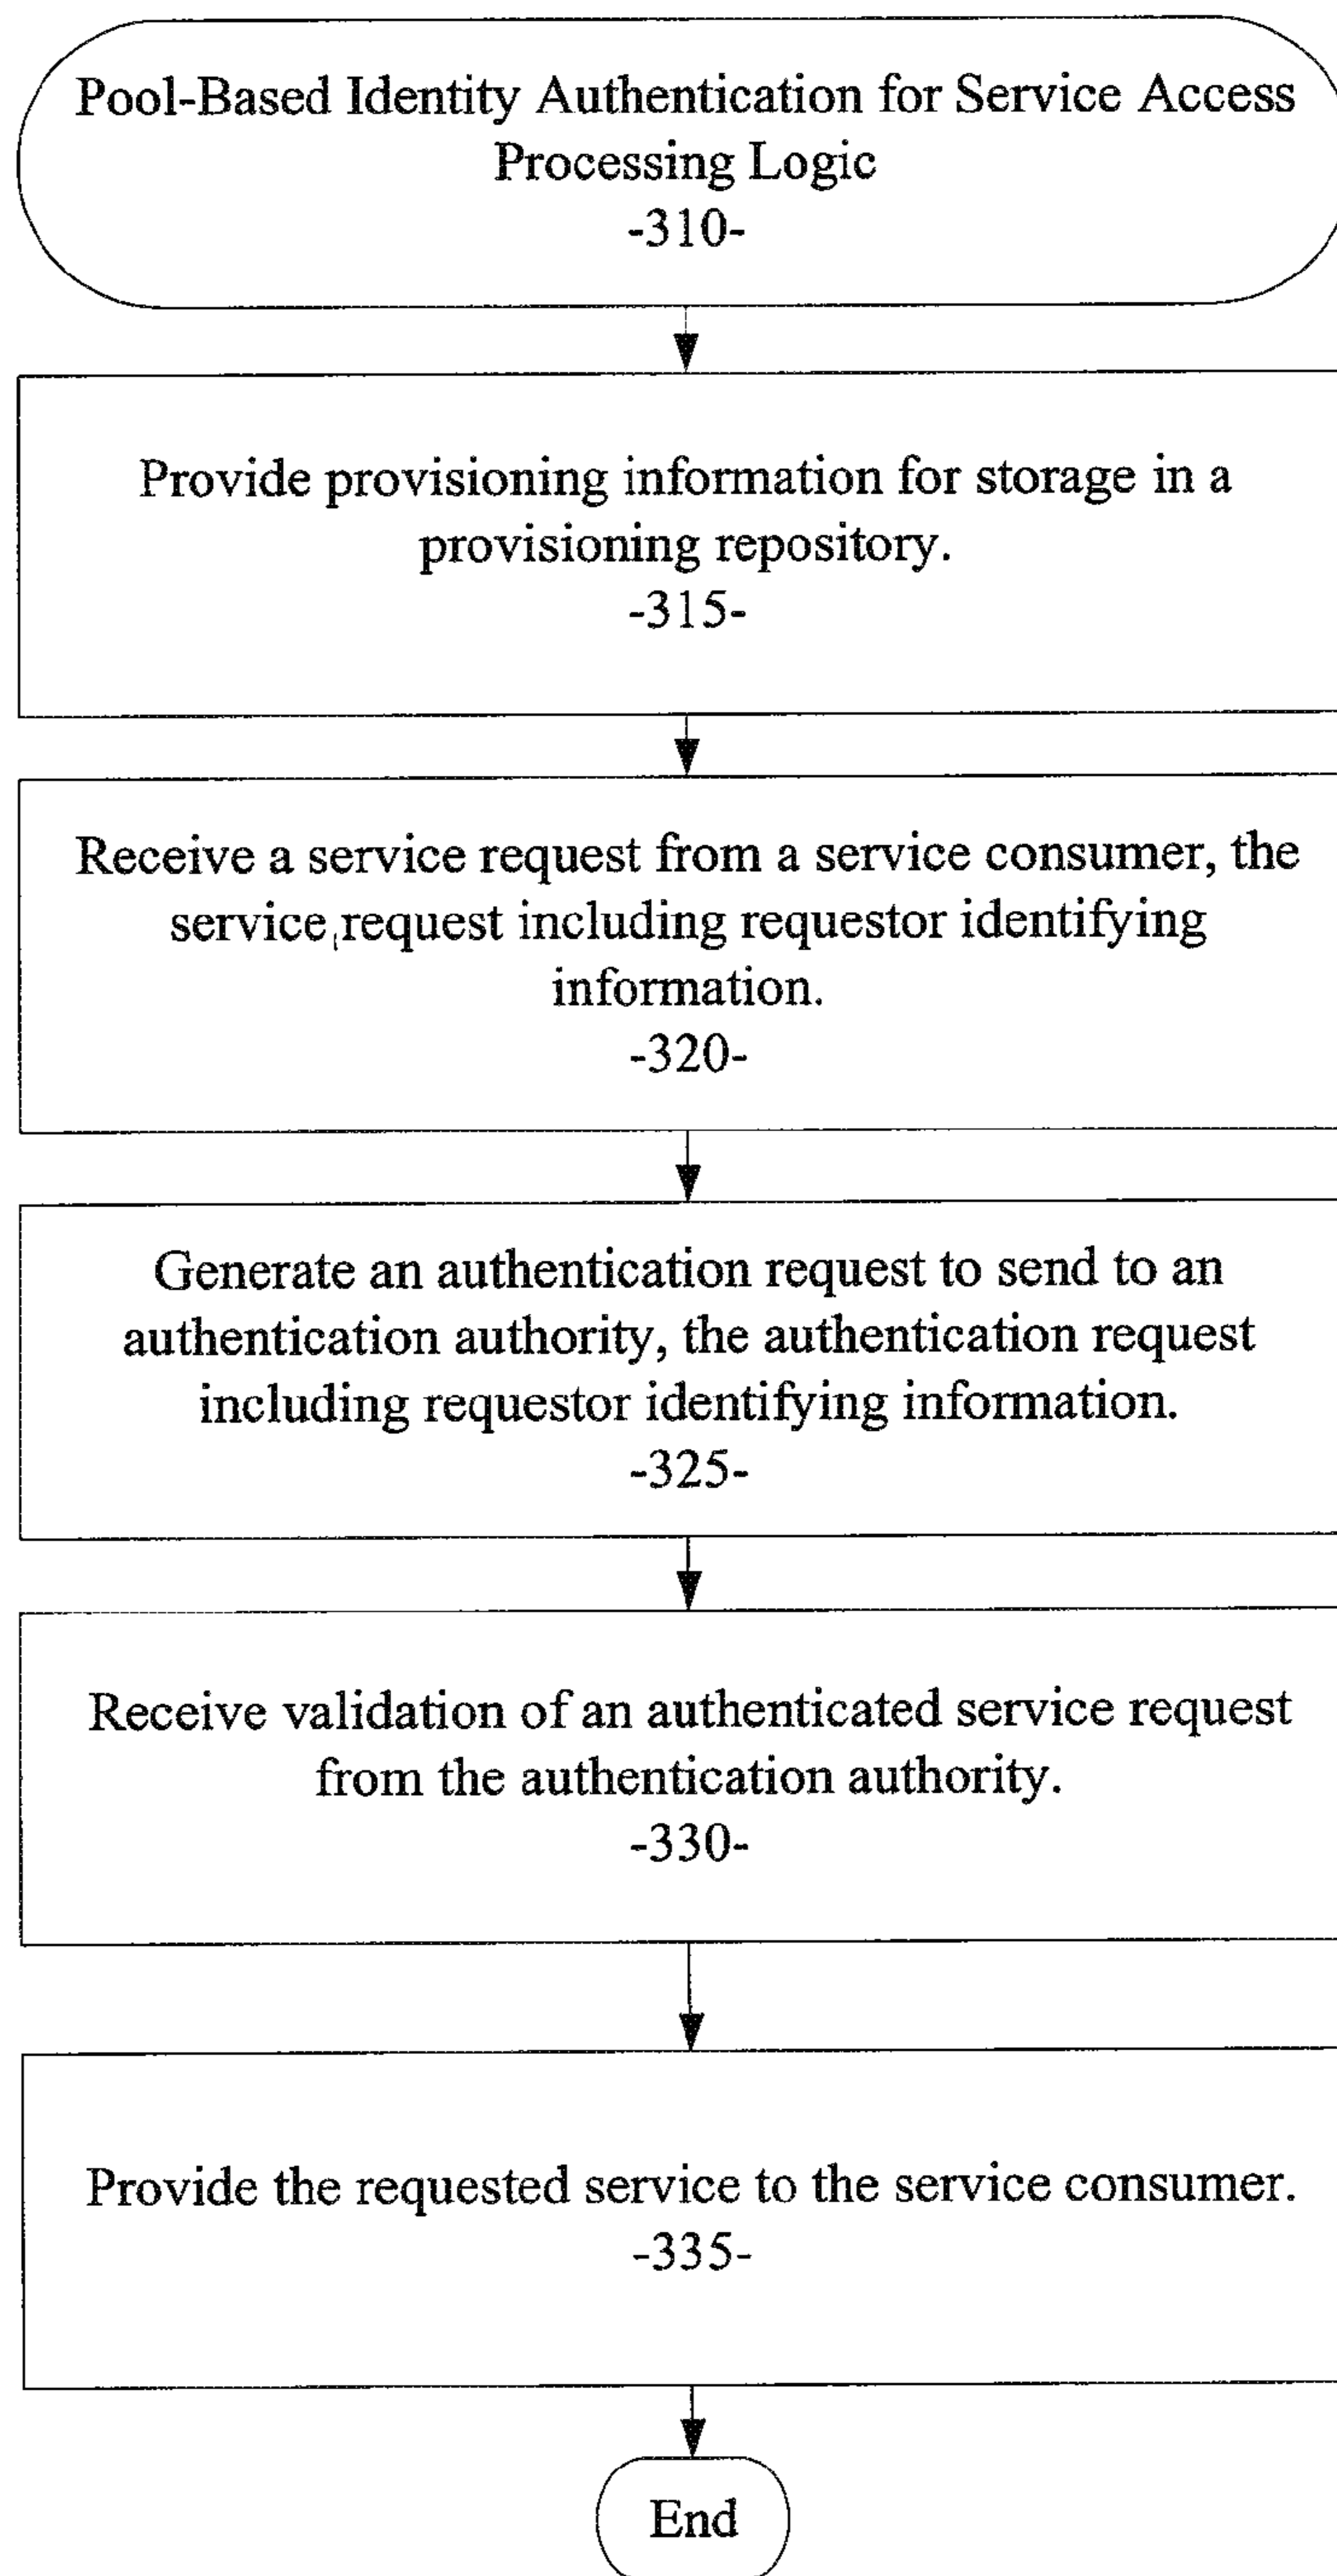 Pool-Based Identity Authentication for Service Access
Processing Logic
-310-
Provide provisioning information for storage in a
provisioning repository.
-315-
Receive a service request from a service consumer, the
service request including requestor identifying
information.
-320-
Generate an authentication request to send to an
authentication authority, the authentication request
including requestor identifying information.
-325-
Receive validation of an authenticated service request
from the authentication authority.
-330-
Provide the requested service to the service consumer.
-335-
End